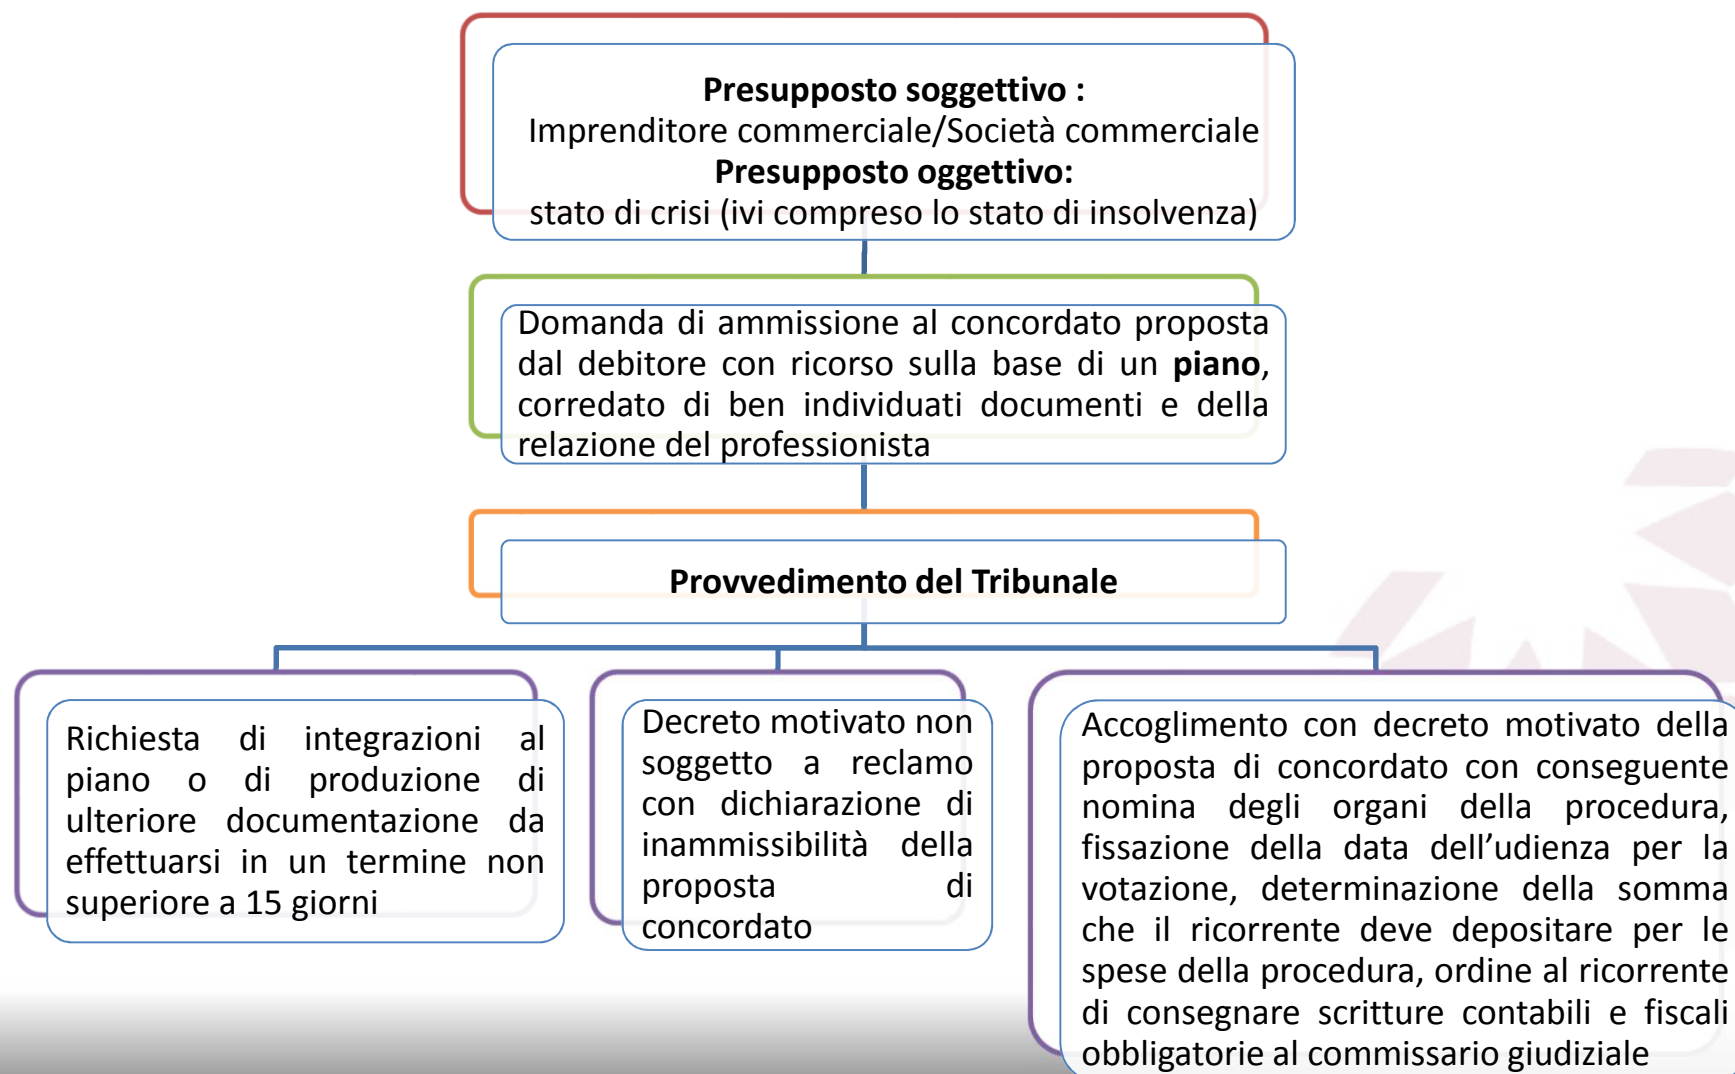 Presupposto soggettivo :
Imprenditore commerciale/Società commerciale
Presupposto oggettivo:
stato di crisi (ivi compreso lo stato di insolvenza)
Domanda di ammissione al concordato proposta
dal debitore con ricorso sulla base di un piano,
corredato di ben individuati documenti e della
relazione del professionista
Provvedimento del Tribunale
Richiesta di integrazioni al
piano o di produzione di
ulteriore documentazione da
effettuarsi in un termine non
superiore a 15 giorni
Decreto motivato non
soggetto a reclamo
con dichiarazione di
inammissibilità della
proposta di
concordato
Accoglimento con decreto motivato della
proposta di concordato con conseguente
nomina degli organi della procedura,
fissazione della data dell’udienza per la
votazione, determinazione della somma
che il ricorrente deve depositare per le
spese della procedura, ordine al ricorrente
di consegnare scritture contabili e fiscali
obbligatorie al commissario giudiziale